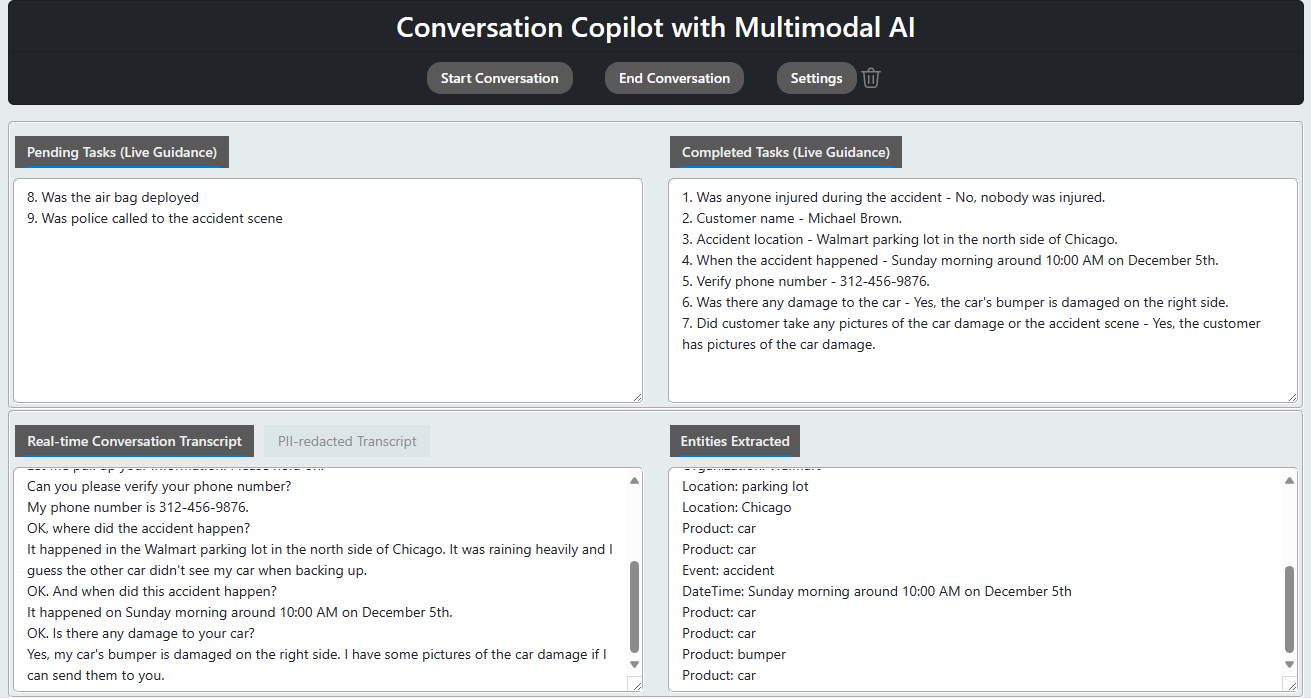 Conversation Copilot with Multimodal AI
Start Conversation
End Conversation
Settings
Pending Tasks (Live Guidance)
8. Was the air bag deployed
9. Was police called to the accident scene
Completed Tasks (Live Guidance)
1. Was anyone injured during the accident - No, nobody was injured.
2. Customer name - Michael Brown.
3. Accident location - Walmart parking lot in the north side of Chicago.
4. When the accident happened - Sunday morning around 10:00 AM on December 5th.
5. Verify phone number - 312-456-9876.
6. Was there any damage to the car - Yes, the car's bumper is damaged on the right side.
7. Did customer take any pictures of the car damage or the accident scene - Yes, the customer
has pictures of the car damage.
Real-time Conversation Transcript
PII-redacted Transcript
Can you please verify your phone number?
My phone number is 312-456-9876.
OK, where did the accident happen?
It happened in the Walmart parking lot in the north side of Chicago. It was raining heavily and I
guess the other car didn't see my car when backing up.
OK. And when did this accident happen?
It happened on Sunday morning around 10:00 AM on December 5th.
OK. Is there any damage to your car?
Yes, my car's bumper is damaged on the right side. I have some pictures of the car damage if I
can send them to you.
Entities Extracted
Location: parking lot
Location: Chicago
Product: car
Product: car
Event: accident
DateTime: Sunday morning around 10:00 AM on December 5th
Product: car
Product: car
Product: bumper
Product: car